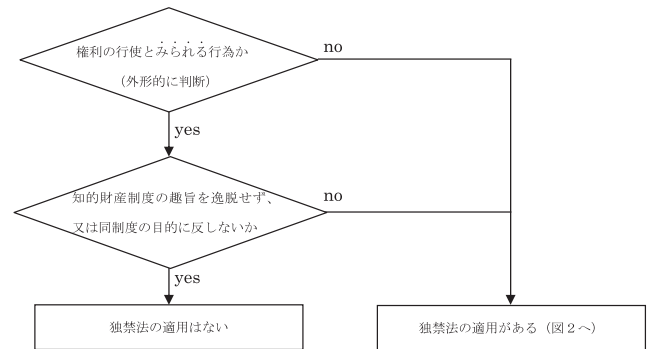 権利の行使とみられる行為か
（外形的に判断）
no
yes
知的財産制度の趣旨を逸脱せず、
又は同制度の目的に反しないか
no
yes
独禁法の適用はない
独禁法の適用がある（図２へ）